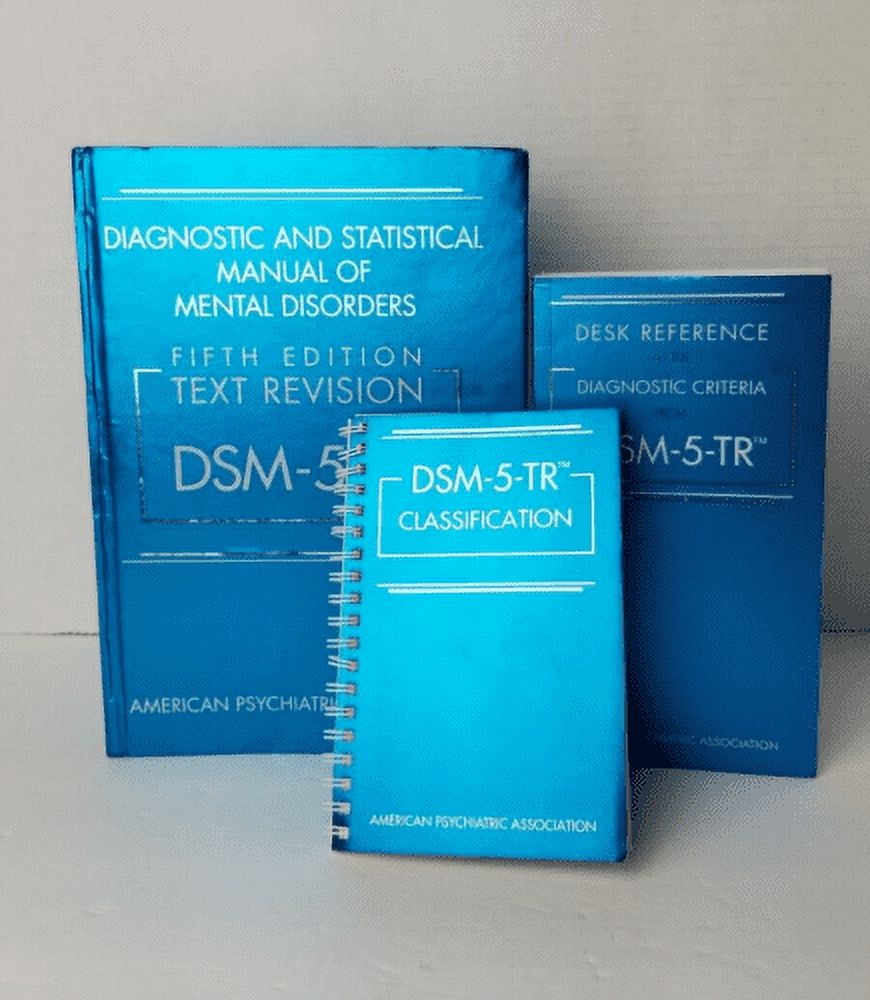 DIAGNOSTIC AND STATISTICAL
MANUAL OF
MENTAL DISORDERS
FIFTH EDITION
TEXT REVISION
DSM-5
AMERICAN PSYCHIATRI
DESK REFERENCE
DIAGNOSTIC CRITERIA
SM-5-TR™
ASSOCIATION
DSM-5-TR™
CLASSIFICATION
AMERICAN PSYCHIATRIC ASSOCIATION